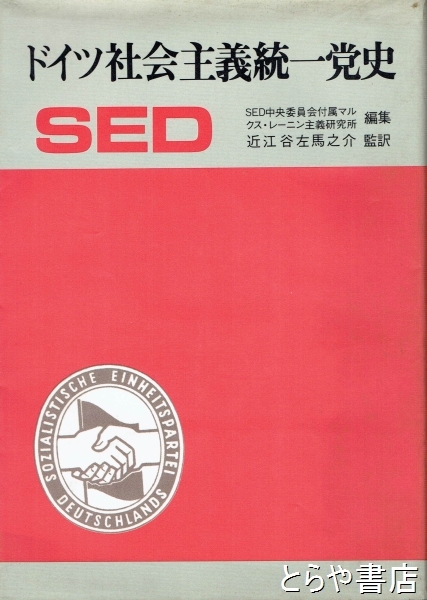 ドイツ社会主義統一党史
SED
SED中央委員会付属マル
クス・レーニン主義研究所 編集
近江谷左馬之介 監訳
SOZIALISTISCHE EINHEITSPARTEI
DEUTSCHLANDS
とらや書店